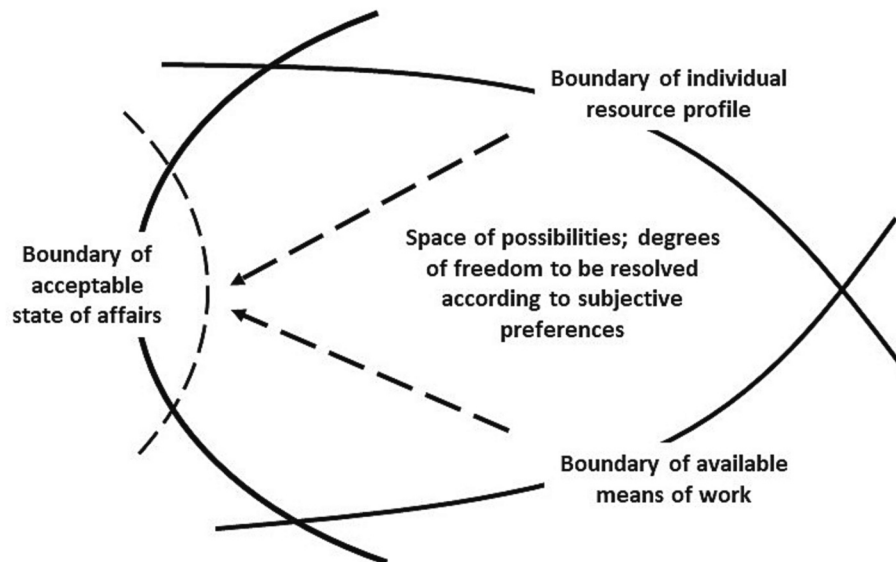 Boundary of individual
resource profile
Space of possibilities; degrees
of freedom to be resolved
according to subjective
preferences
Boundary of
acceptable
state of affairs
Boundary of available
means of work